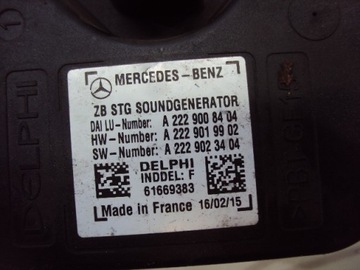 MERCEDES-BENZ
ZB STG SOUNDGENERATOR
DAI LU-Number: A 222 900 84 04
HW-Number: A 222 901 99 02
SW-Number: A 222 902 34 04
DELPHI
INDDEL: F
61669383
Made in France 16/02/15
DELPHI